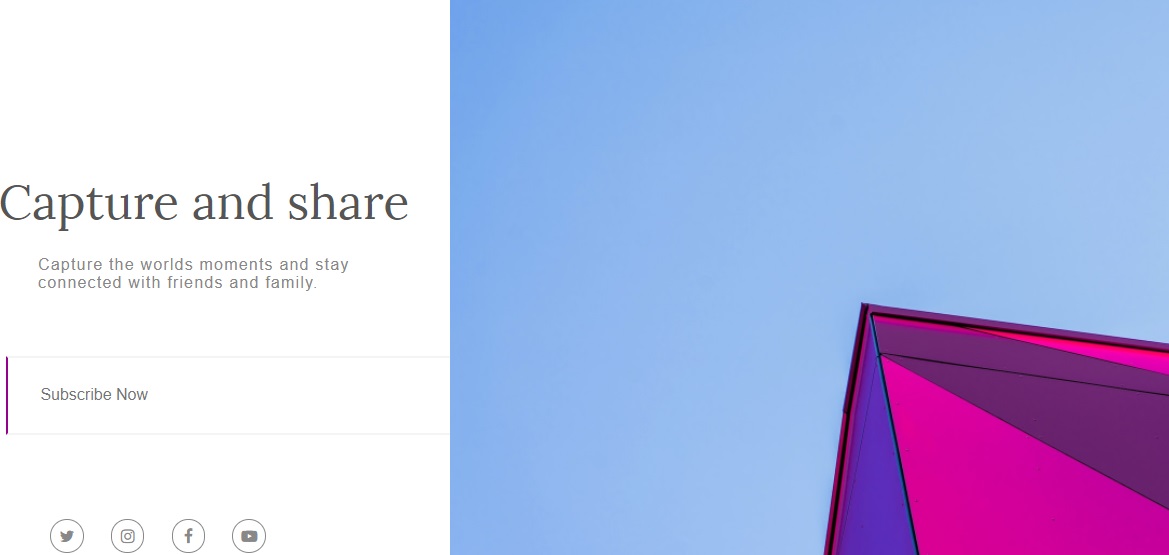 Capture and share
Capture the worlds moments and stay
connected with friends and family.
Subscribe Now